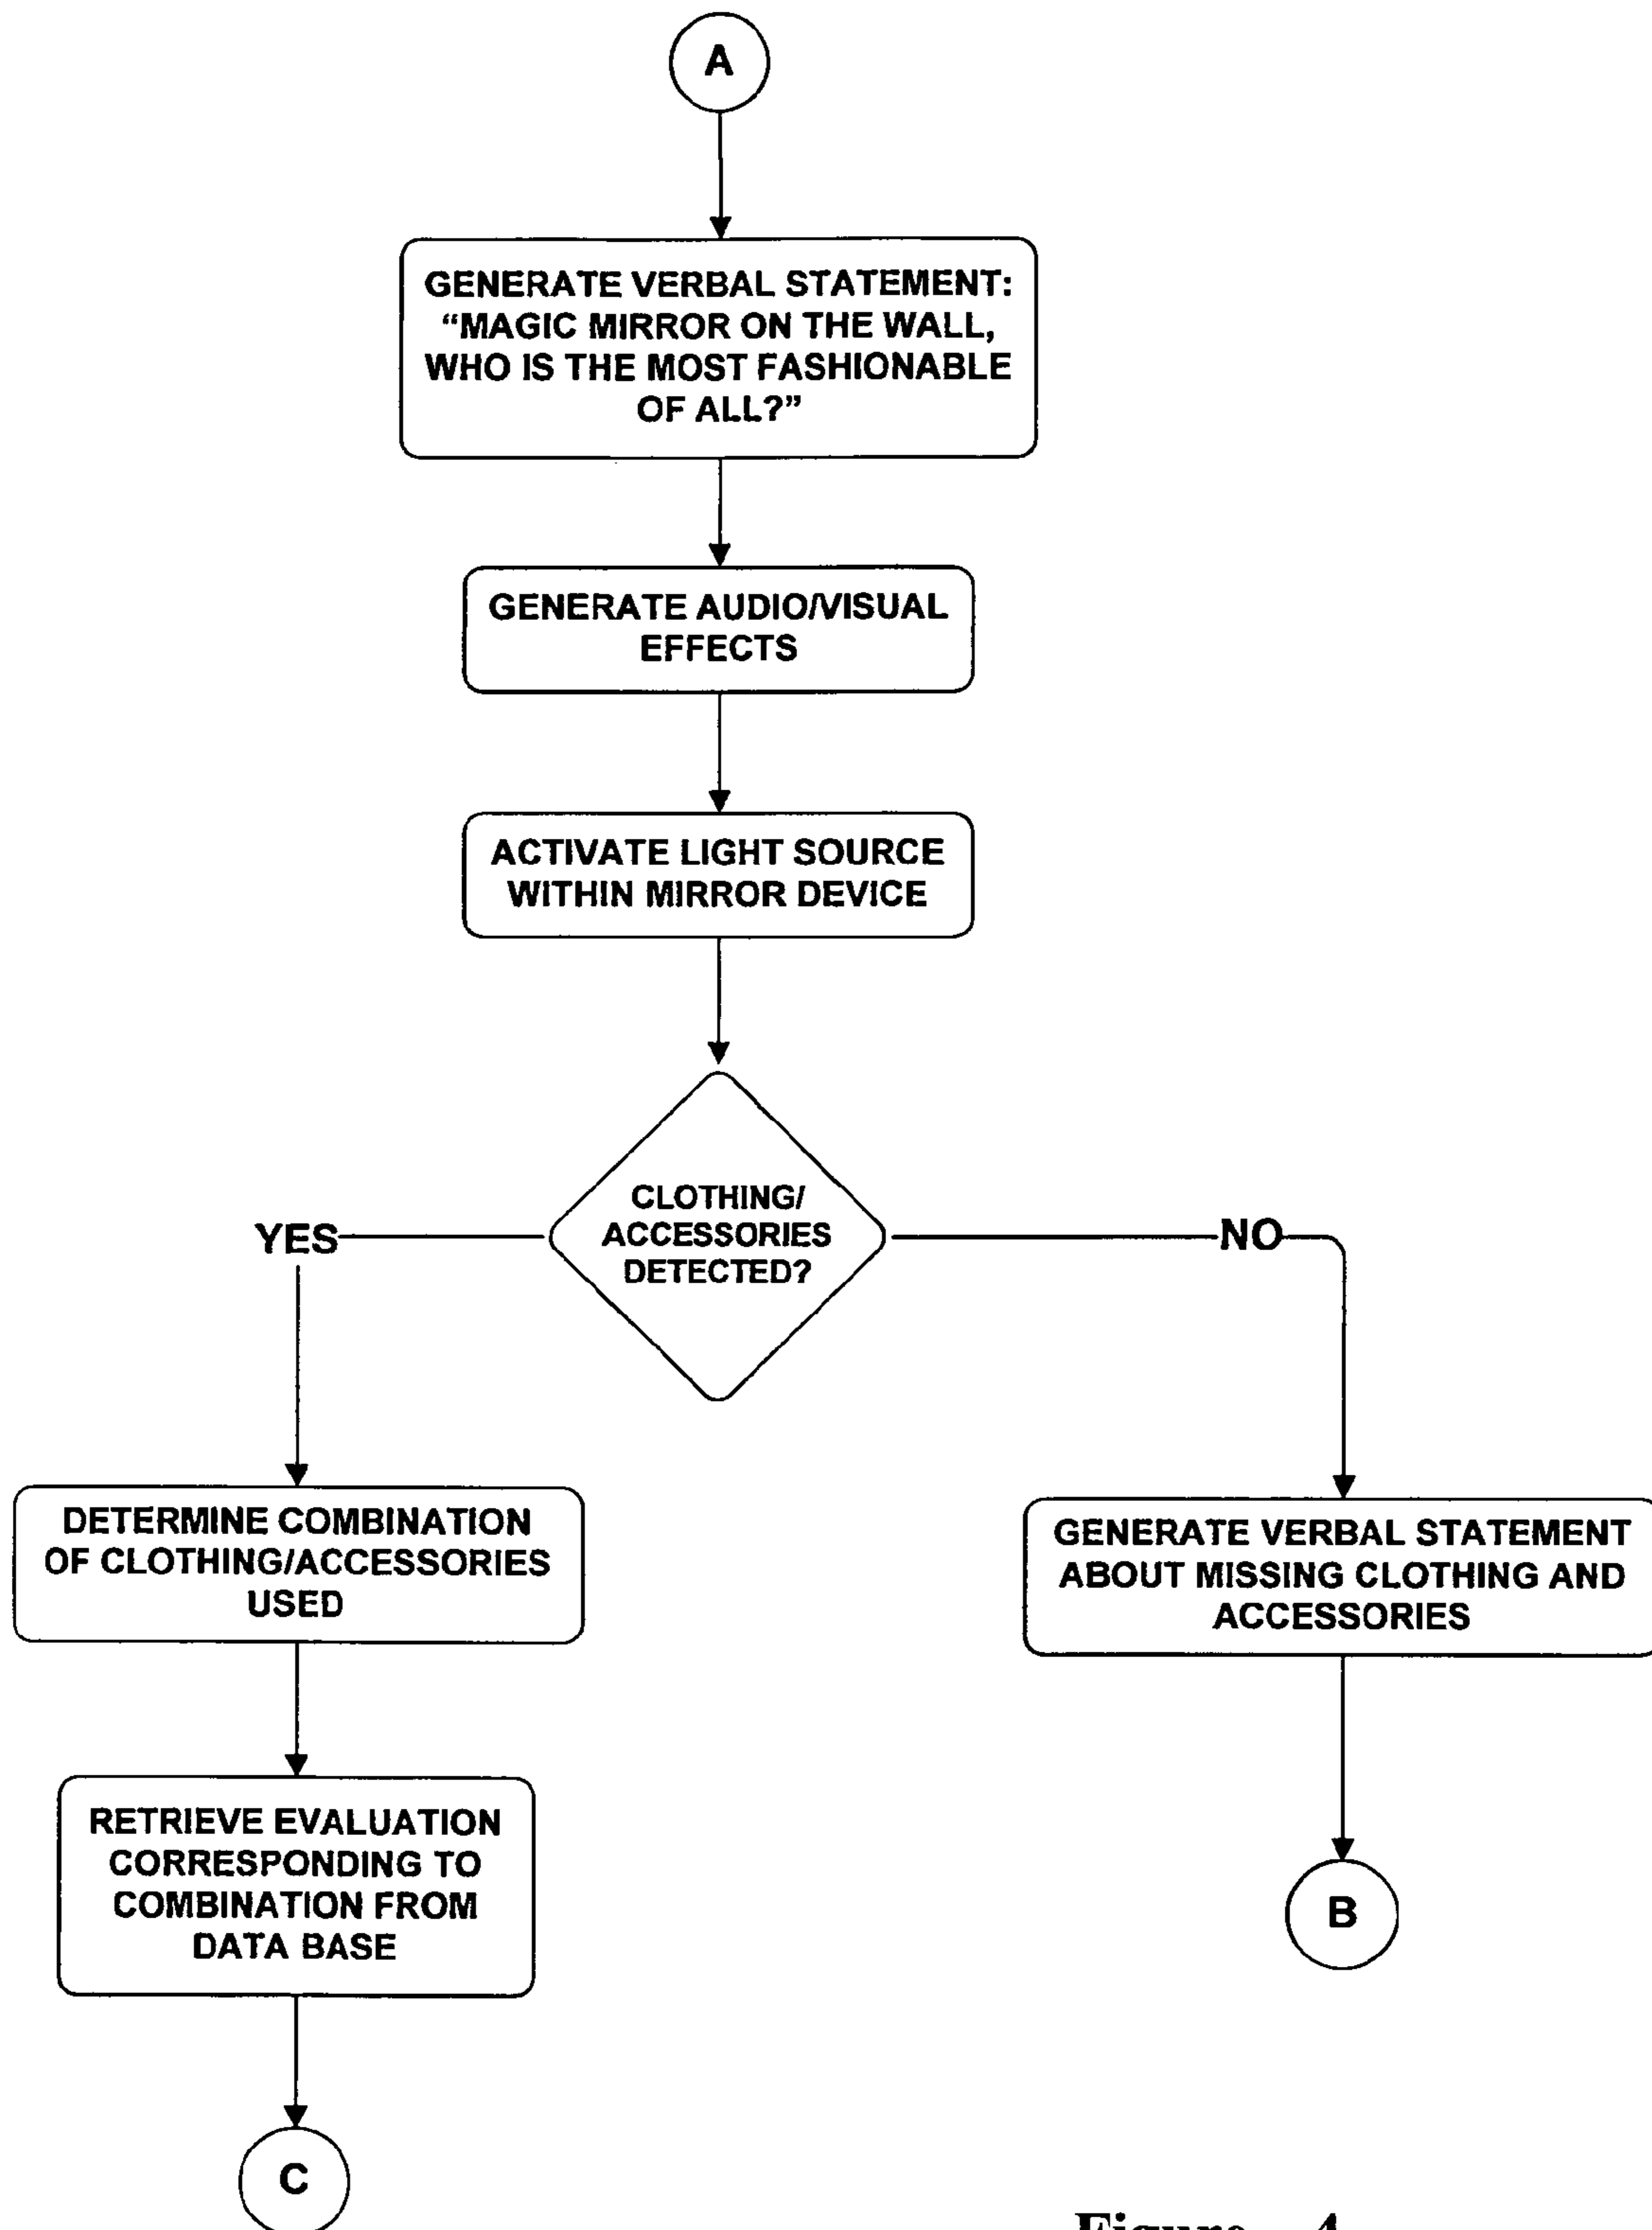 A
GENERATE VERBAL STATEMENT:
“MAGIC MIRROR ON THE WALL,
WHO IS THE MOST FASHIONABLE
OF ALL?”
GENERATE AUDIO/VISUAL
EFFECTS
ACTIVATE LIGHT SOURCE
WITHIN MIRROR DEVICE
CLOTHING/
ACCESSORIES
DETECTED?
YES
NO
DETERMINE COMBINATION
OF CLOTHING/ACCESSORIES
USED
GENERATE VERBAL STATEMENT
ABOUT MISSING CLOTHING AND
ACCESSORIES
RETRIEVE EVALUATION
CORRESPONDING TO
COMBINATION FROM
DATA BASE
B
C
Figure 4